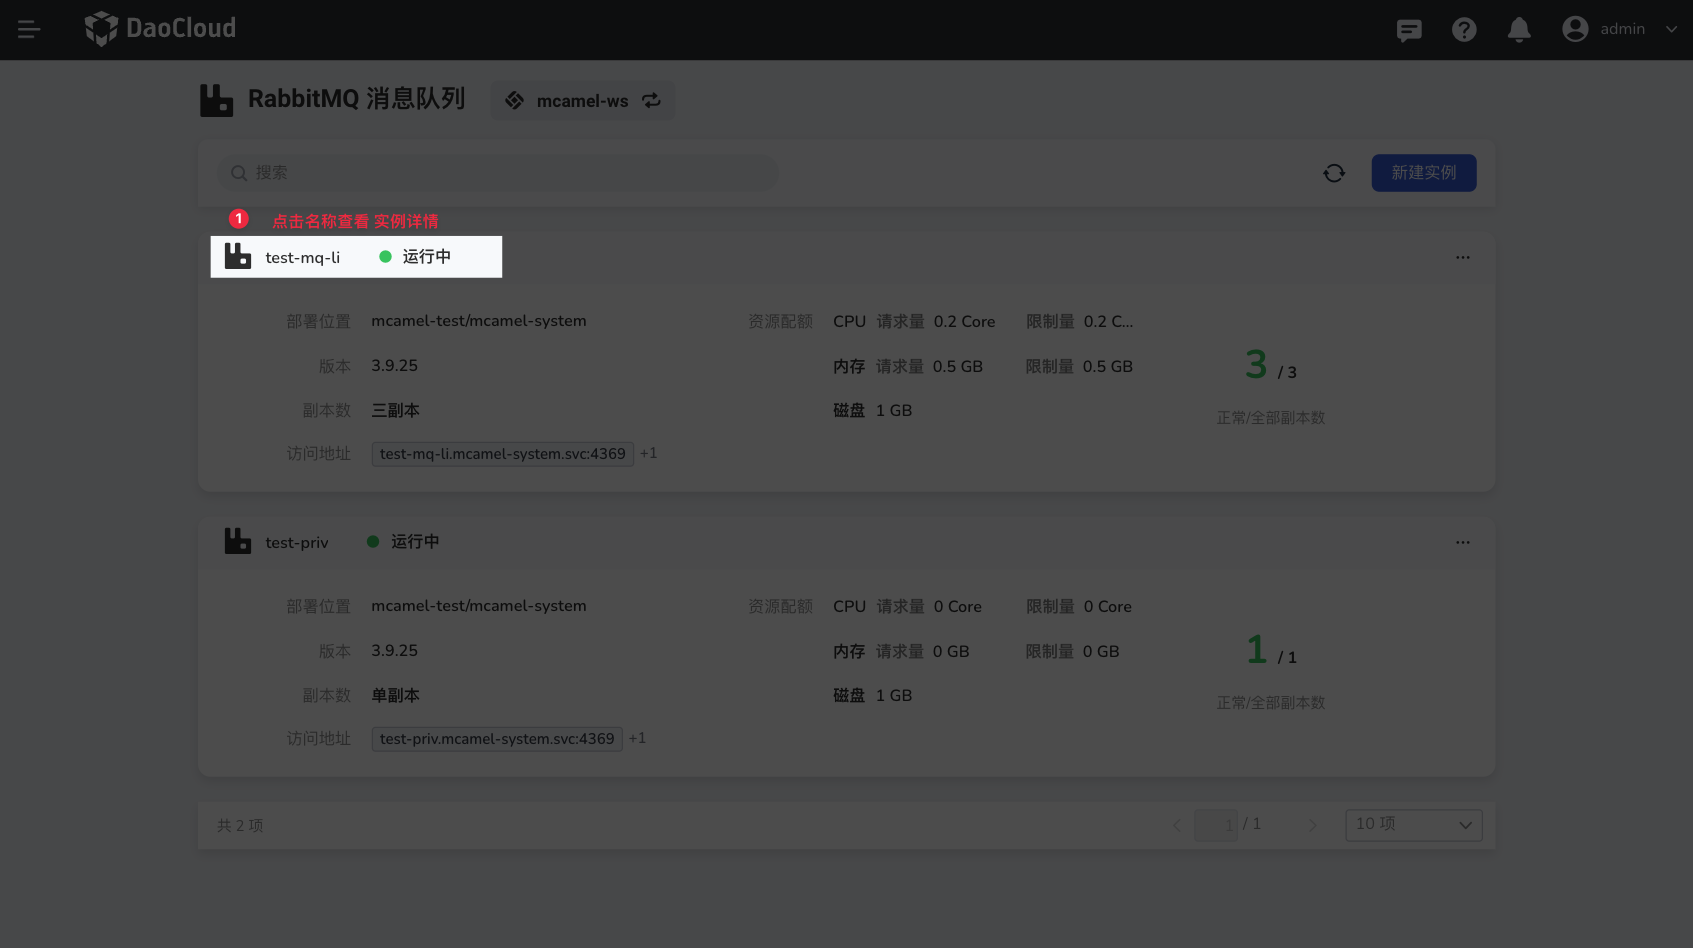 DaoCloud
admin
RabbitMQ 消息队列
mcamel-ws
搜索
新建实例
1 点击名称查看 实例详情
test-mq-li 运行中
部署位置 mcamel-test/mcamel-system 资源配额 CPU 请求量 0.2 Core 限制量 0.2 C...
版本 3.9.25 内存 请求量 0.5 GB 限制量 0.5 GB
3 / 3
副本数 三副本 磁盘 1 GB
正常/全部副本数
访问地址 test-mq-li.mcamel-system.svc:4369 +1
test-priv 运行中
部署位置 mcamel-test/mcamel-system 资源配额 CPU 请求量 0 Core 限制量 0 Core
版本 3.9.25 内存 请求量 0 GB 限制量 0 GB
1 / 1
副本数 单副本 磁盘 1 GB
正常/全部副本数
访问地址 test-priv.mcamel-system.svc:4369 +1
共 2 项 1 / 1 10 项